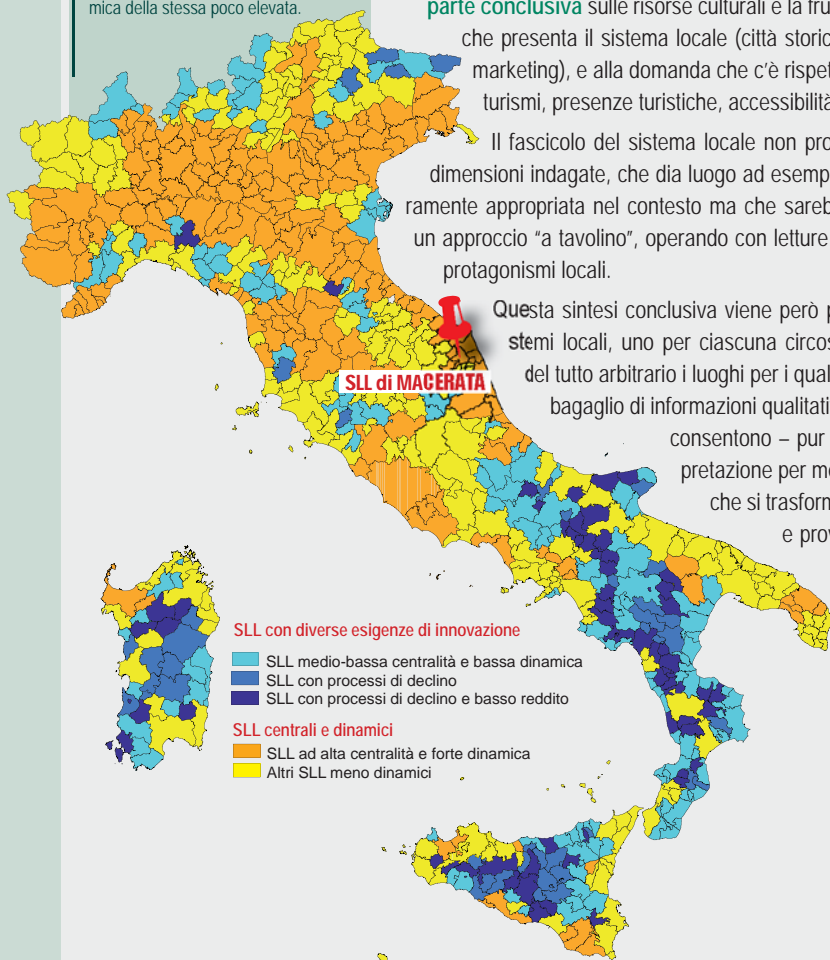 mica della stessa poco elevata.
parte conclusiva sulle risorse culturali e la fru
che presenta il sistema locale (città storic
marketing), e alla domanda che c'è rispet
turismi, presenze turistiche, accessibilità
Il fascicolo del sistema locale non pro
dimensioni indagate, che dia luogo ad esemp
ramente appropriata nel contesto ma che sareb
un approccio "a tavolino", operando con letture
protagonismi locali.
Questa sintesi conclusiva viene però p
stemi locali, uno per ciascuna circos
del tutto arbitrario i luoghi per i qual
bagaglio di informazioni qualitati
consentono – pur
pretazione per me
che si trasforn
e prov
SLL di MACERATA
SLL con diverse esigenze di innovazione
SLL medio-bassa centralità e bassa dinamica
SLL con processi di declino
SLL con processi di declino e basso reddito
SLL centrali e dinamici
SLL ad alta centralità e forte dinamica
Altri SLL meno dinamici